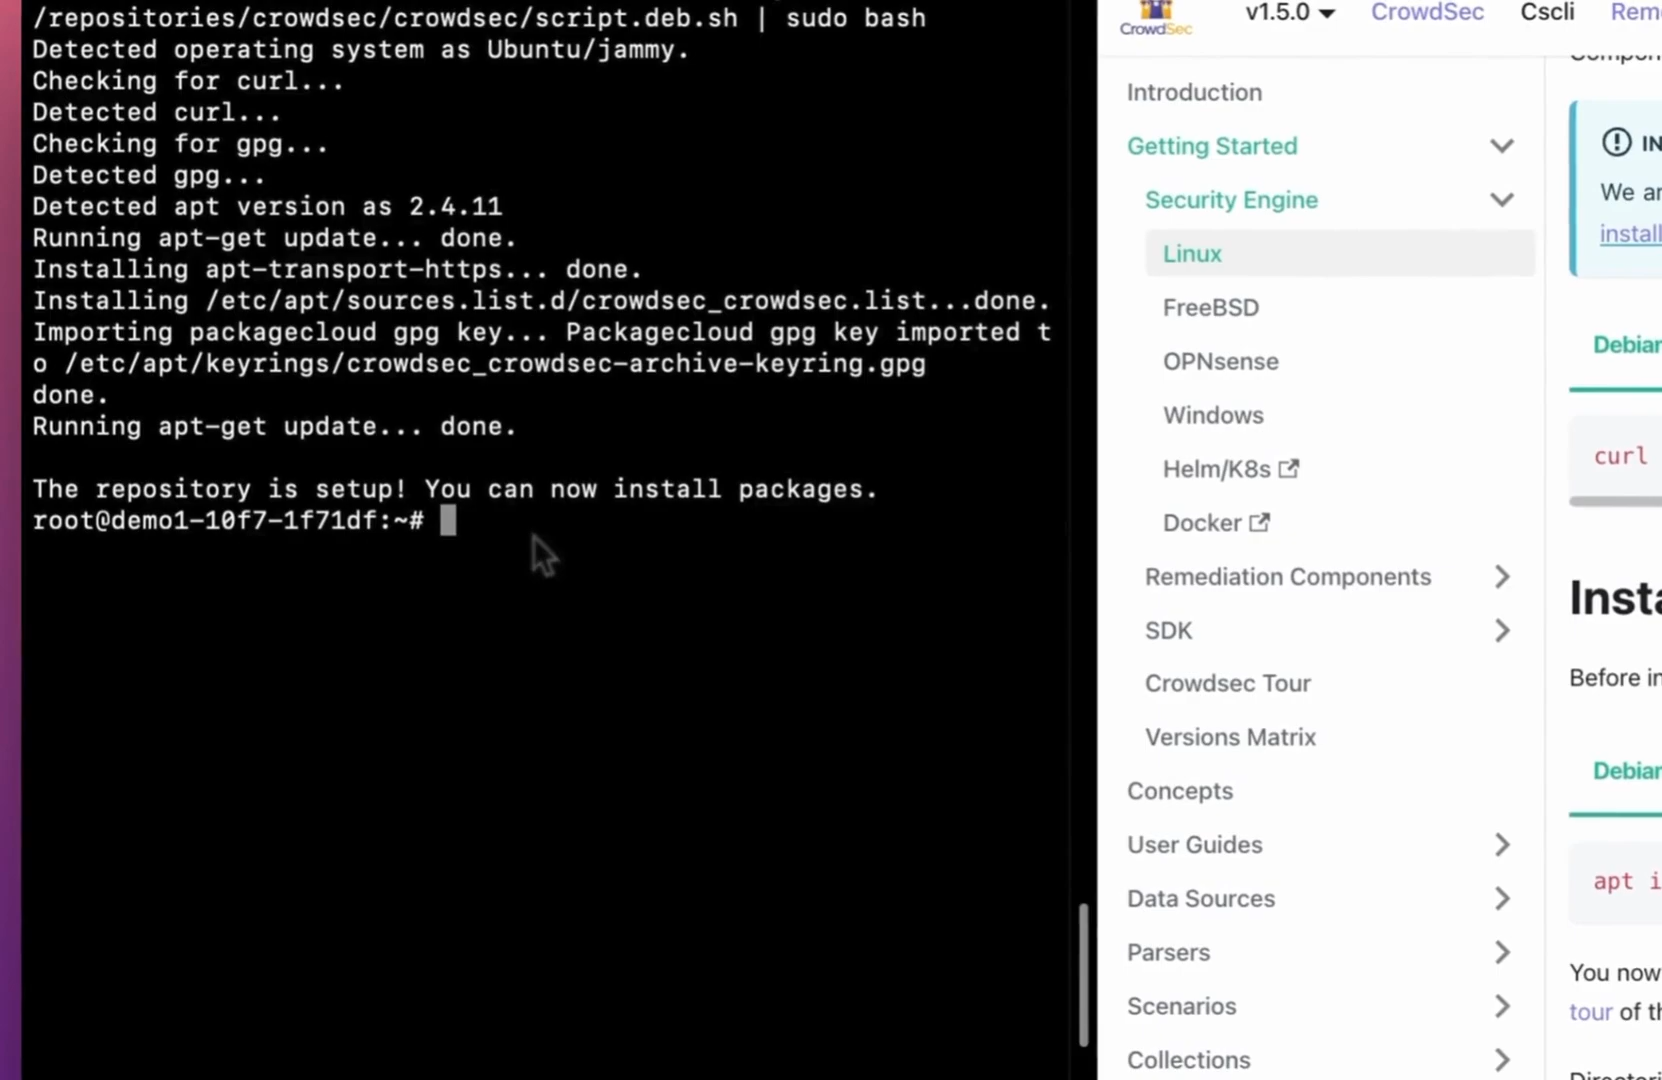 /repositories/crowdsec/crowdsec/script.deb.sh | sudo bash
Detected operating system as Ubuntu/jammy.
Checking for curl...
Detected curl...
Checking for gpg...
Detected gpg...
Detected apt version as 2.4.11
Running apt-get update... done.
Installing apt-transport-https... done.
Installing /etc/apt/sources.list.d/crowdsec_crowdsec.list...done.
Importing packagecloud gpg key... Packagecloud gpg key imported t
o /etc/apt/keyrings/crowdsec_crowdsec-archive-keyring.gpg
done.
Running apt-get update... done.
The repository is setup! You can now install packages.
root@demo1-10f7-1f71df:~#
CrowdSec
v1.5.0 CrowdSec Cscli Rem
Introduction
Getting Started
Security Engine
Linux
FreeBSD
OPNsense
Windows
Helm/K8s
Docker
Remediation Components
SDK
Crowdsec Tour
Versions Matrix
Concepts
User Guides
Data Sources
Parsers
Scenarios
Collections
IN
We ar
install
Debian
curl
Insta
Before in
Debian
apt i
You now
tour of th